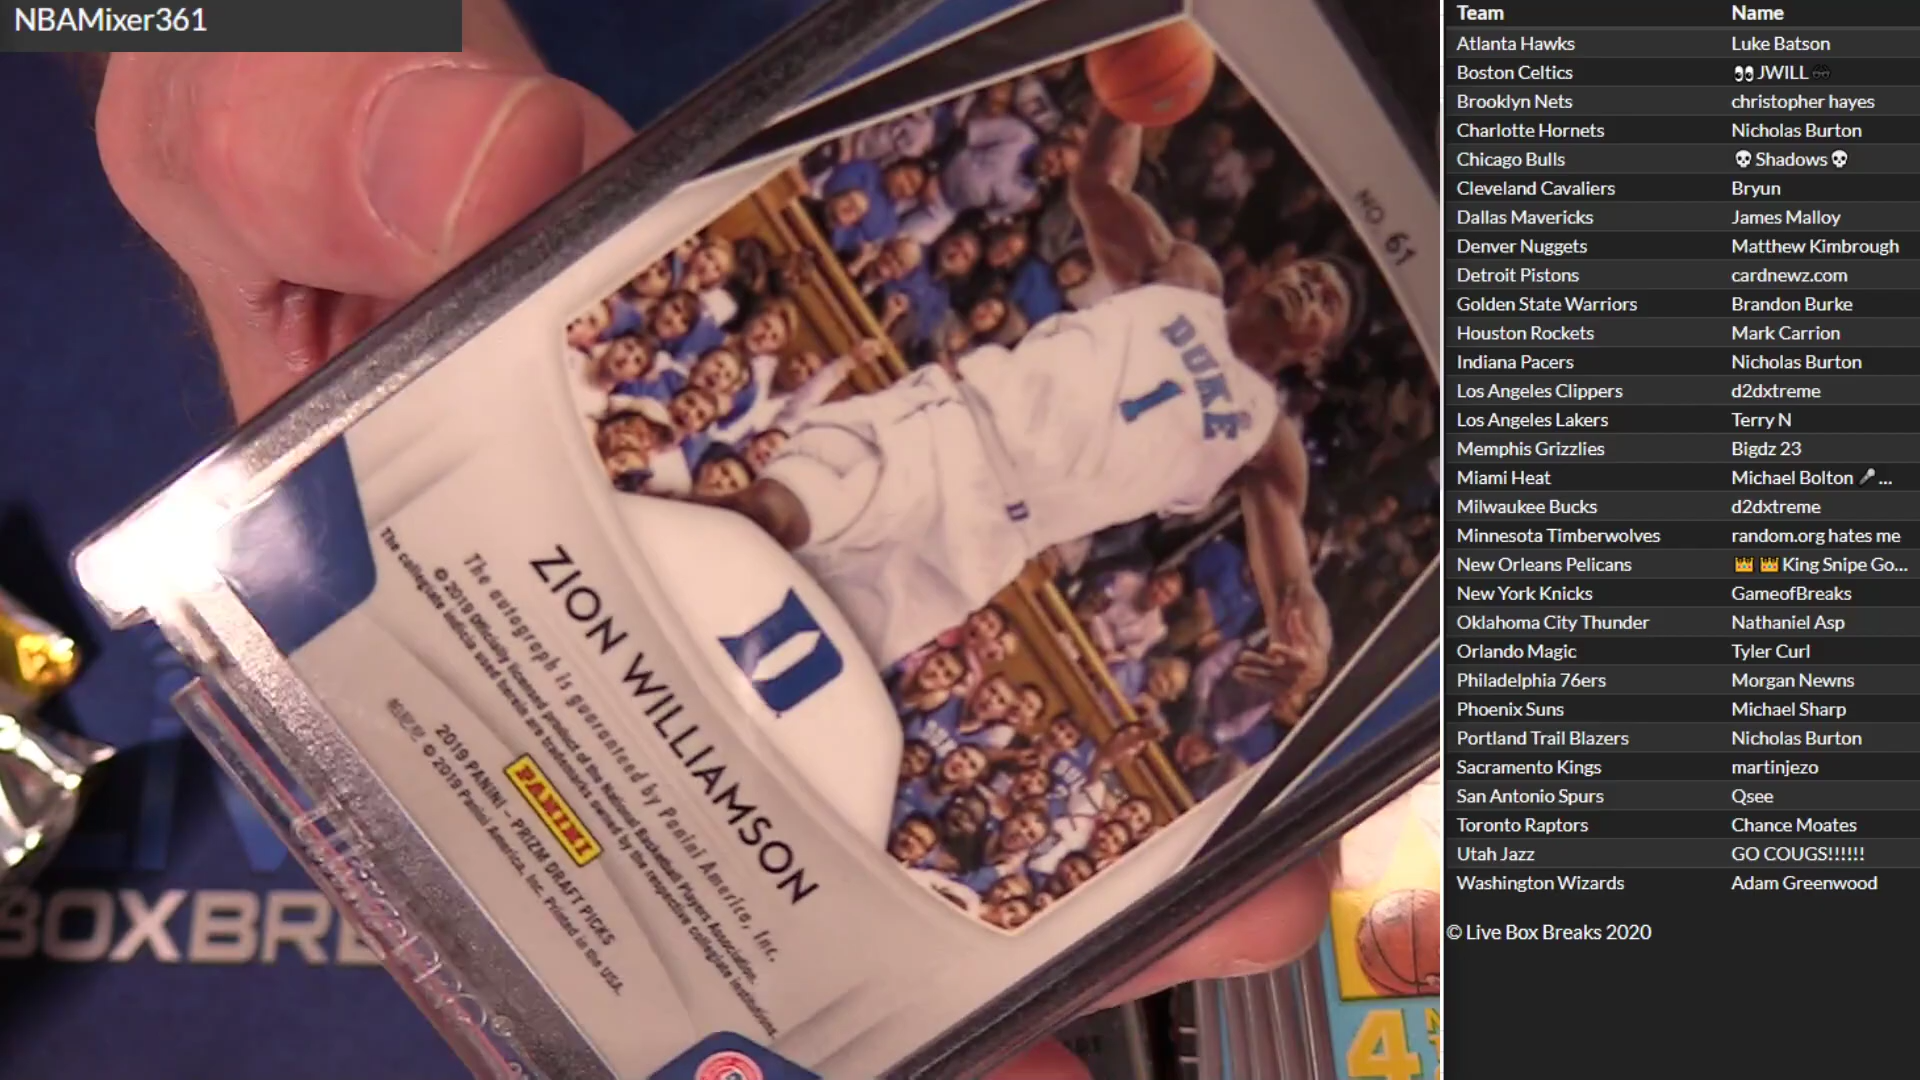 NBAMixer361
NO. 61
DUKE
1
D
D
ZION WILLIAMSON
The autograph is guaranteed by Panini America, Inc.
© 2019 Officially licensed product of the National Basketball Players Association.
The collegiate indicia used herein are trademarks owned by the respective collegiate institutions.
PANINI
2019 PANINI – PRIZM DRAFT PICKS
© 2019 Panini America, Inc. Printed in the USA.
BOXBRE
4
Team Name
Atlanta Hawks Luke Batson
Boston Celtics 👀 JWILL 🕶
Brooklyn Nets christopher hayes
Charlotte Hornets Nicholas Burton
Chicago Bulls 💀 Shadows 💀
Cleveland Cavaliers Bryun
Dallas Mavericks James Malloy
Denver Nuggets Matthew Kimbrough
Detroit Pistons cardnewz.com
Golden State Warriors Brandon Burke
Houston Rockets Mark Carrion
Indiana Pacers Nicholas Burton
Los Angeles Clippers d2dxtreme
Los Angeles Lakers Terry N
Memphis Grizzlies Bigdz 23
Miami Heat Michael Bolton 🎤 ...
Milwaukee Bucks d2dxtreme
Minnesota Timberwolves random.org hates me
New Orleans Pelicans 👑 👑 King Snipe Go...
New York Knicks GameofBreaks
Oklahoma City Thunder Nathaniel Asp
Orlando Magic Tyler Curl
Philadelphia 76ers Morgan Newns
Phoenix Suns Michael Sharp
Portland Trail Blazers Nicholas Burton
Sacramento Kings martinjezo
San Antonio Spurs Qsee
Toronto Raptors Chance Moates
Utah Jazz GO COUGS!!!!!!
Washington Wizards Adam Greenwood
© Live Box Breaks 2020